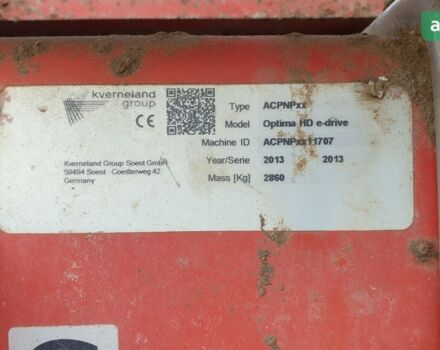 kverneland
group
CE
Type ACPNPxx
Model Optima HD e-drive
Machine ID ACPNPxx11707
Year/Serie 2013 2013
Mass [Kg] 2860
Kverneland Group Soest GmbH
59494 Soest Coesterweg 42
Germany
a